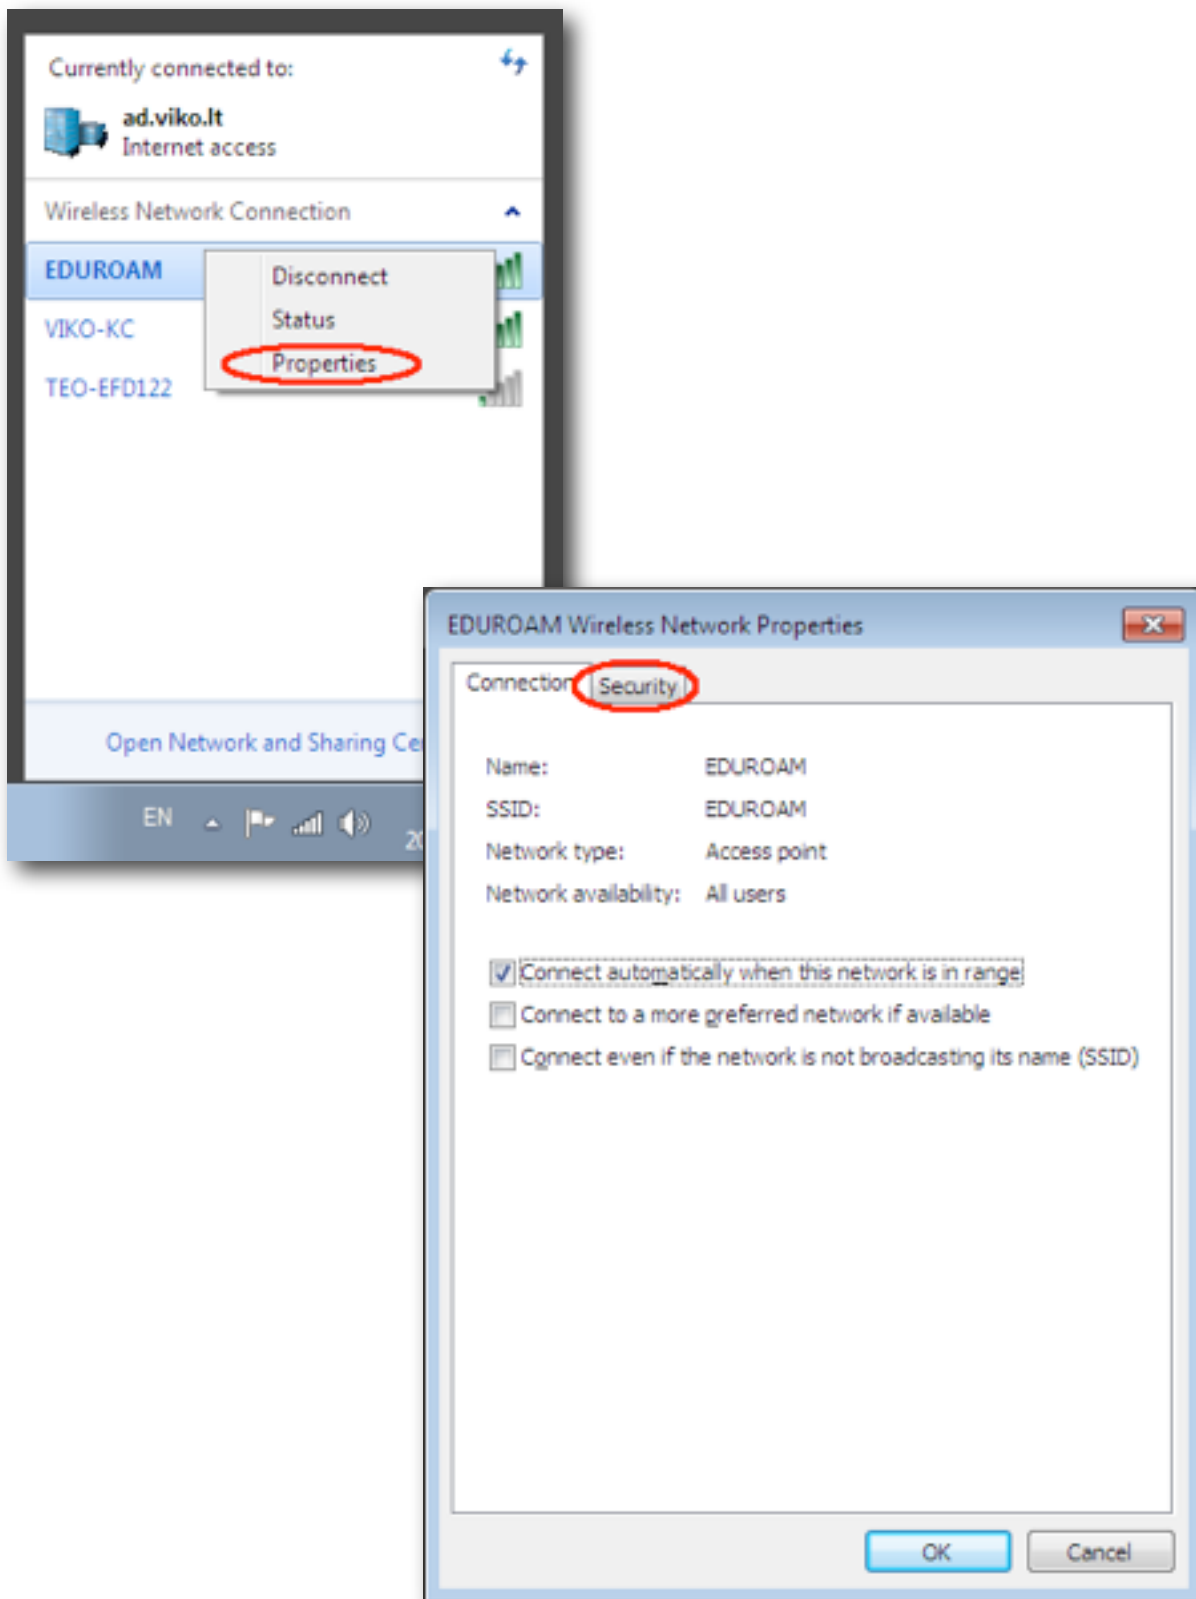 Currently connected to:
ad.viko.lt
Internet access
Wireless Network Connection
EDUROAM
Disconnect
Status
VIKO-KC
Properties
TEO-EFD122
Open Network and Sharing
EN
EDUROAM Wireless Network Properties
Connection Security
Name: EDUROAM
SSID: EDUROAM
Network type: Access point
Network availability: All users
Connect automatically when this network is in range
Connect to a more preferred network if available
Connect even if the network is not broadcasting its name (SSID)
OK Cancel